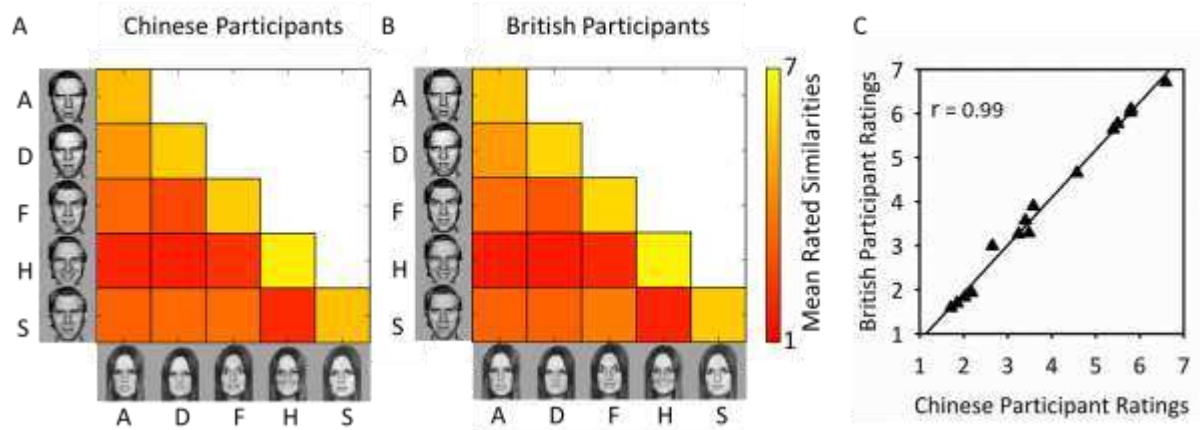 A
Chinese Participants
A
D
F
H
S
A D F H S
B
British Participants
A
D
F
H
S
A D F H S
7
Mean Rated Similarities
1
C
r = 0.99
British Participant Ratings
7
6
5
4
3
2
1
1 2 3 4 5 6 7
Chinese Participant Ratings